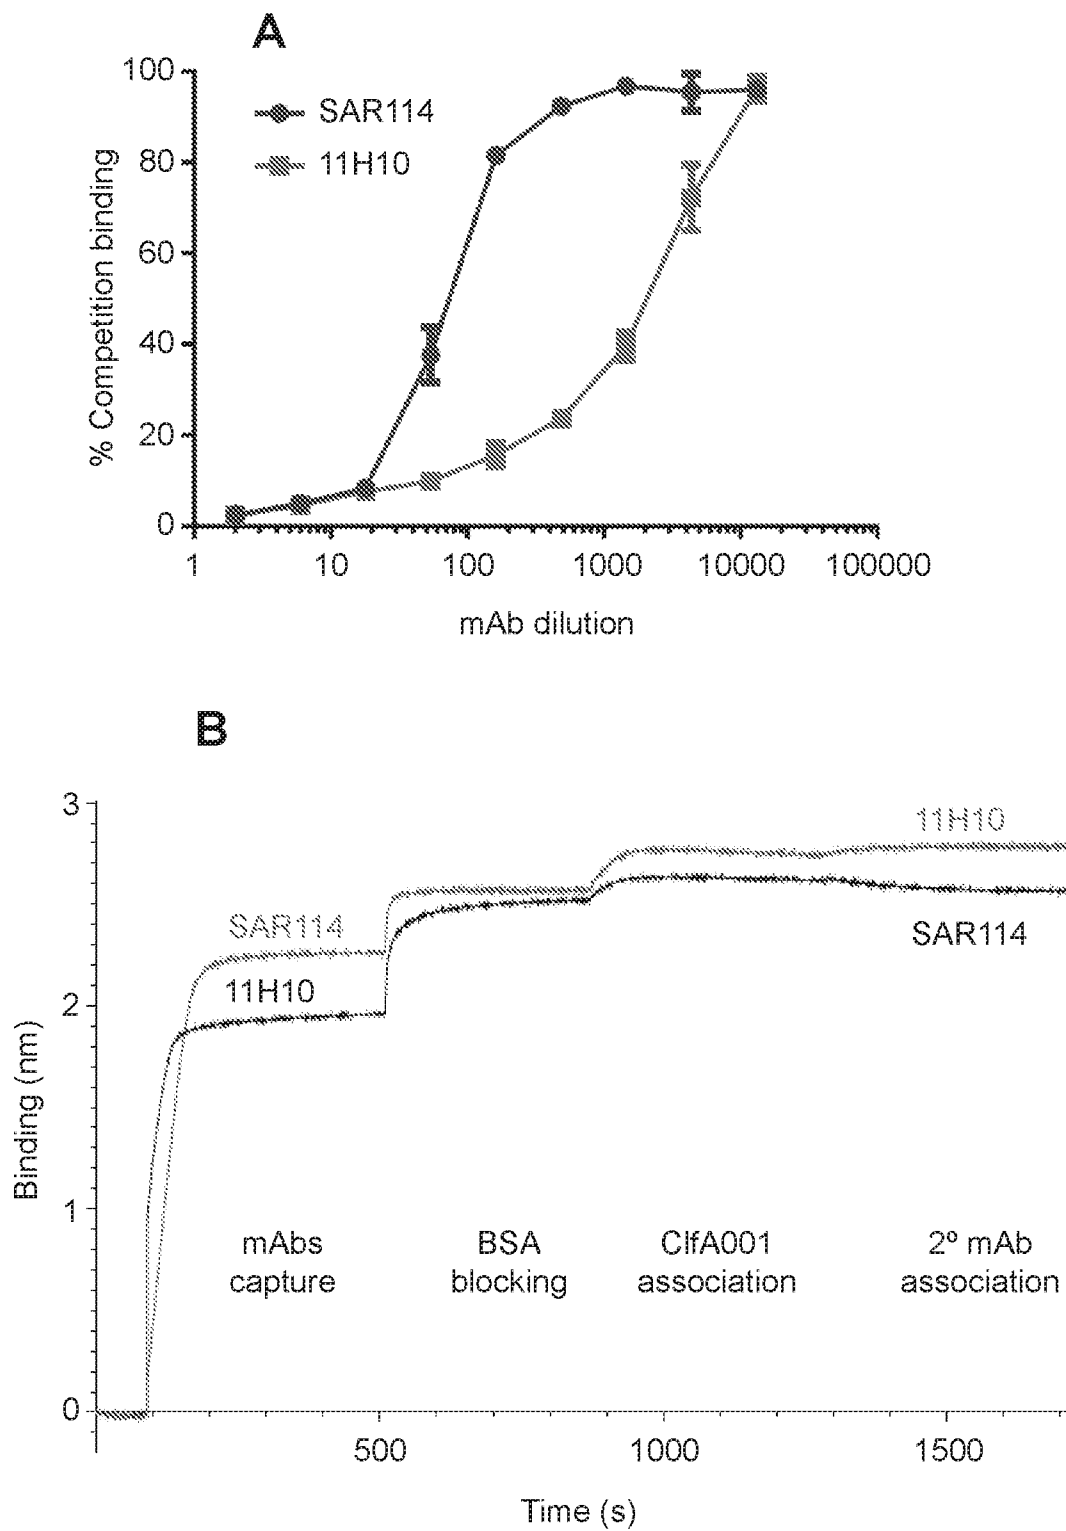 A
100
80
60
40
20
0
% Competition binding
SAR114
11H10
1 10 100 1000 10000 100000
mAb dilution
B
3
2
1
0
Binding (nm)
SAR114
11H10
11H10
SAR114
mAbs
capture
BSA
blocking
ClfA001
association
2º mAb
association
500 1000 1500
Time (s)